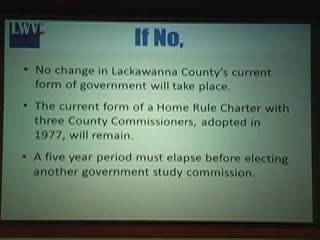 LWVL
If No,
• No change in Lackawanna County's current
form of government will take place.
• The current form of a Home Rule Charter with
three County Commissioners, adopted in
1977, will remain.
• A five year period must elapse before electing
another government study commission.